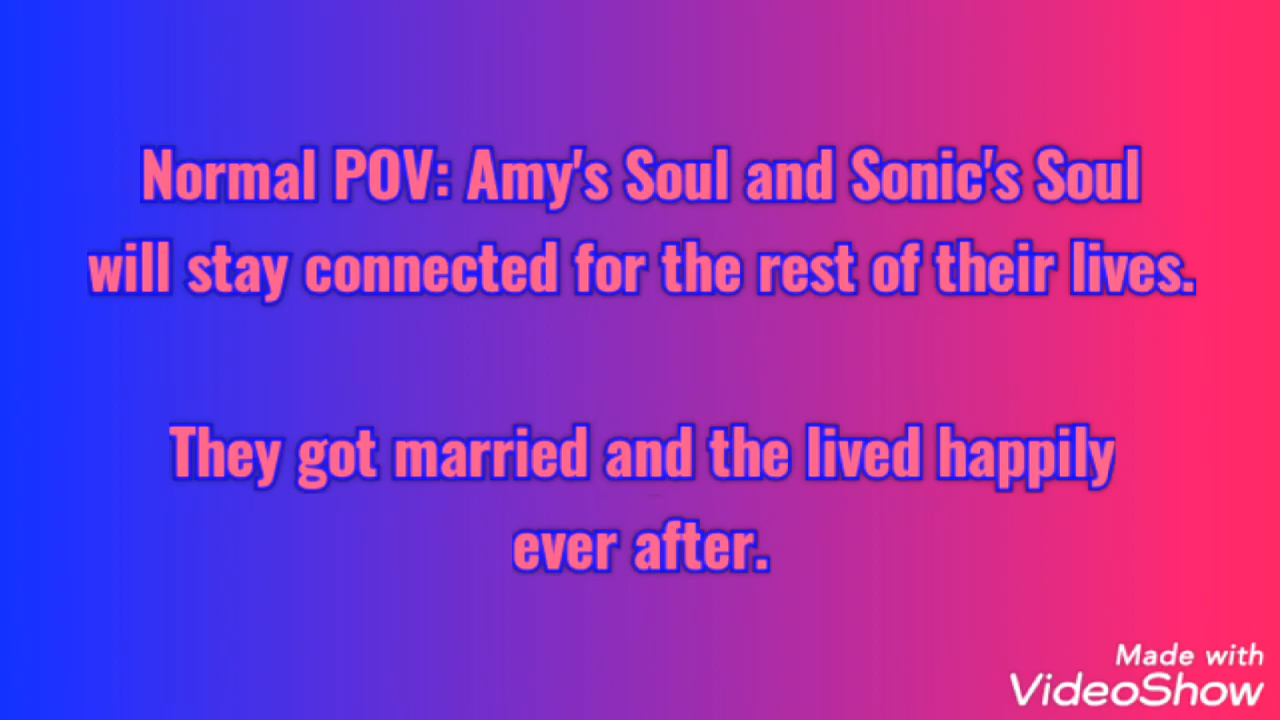 Normal POV: Amy's Soul and Sonic's Soul
will stay connected for the rest of their lives.
They got married and the lived happily
ever after.
Made with
VideoShow